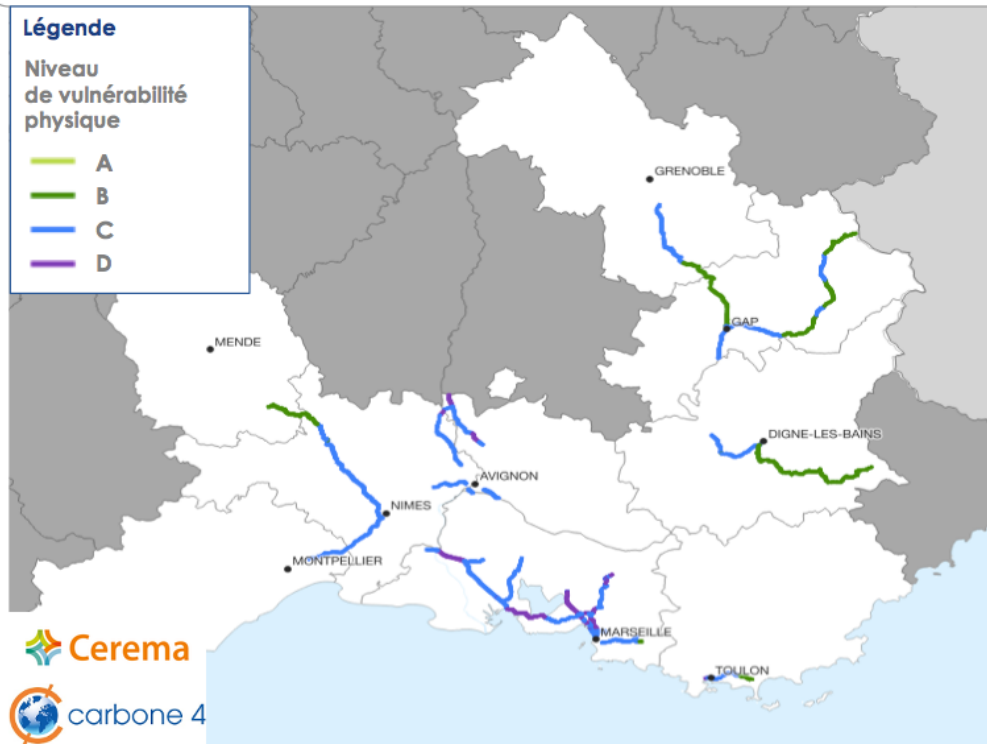 Légende
Niveau
de vulnérabilité
physique
A
B
C
D
GRENOBLE
GAP
MENDE
DIGNE-LES-BAINS
AVIGNON
NIMES
MONTPELLIER
MARSEILLE
TOULON
Cerema
carbone 4